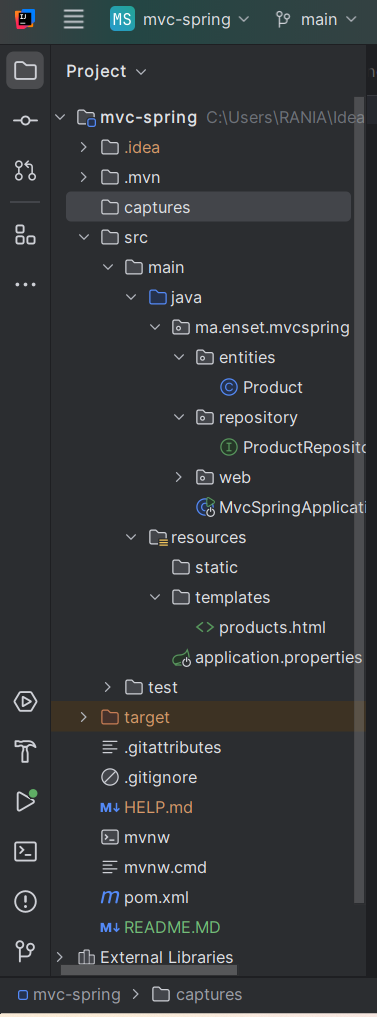 MS mvc-spring main
Project
mvc-spring C:\Users\RANIA\Idea
.idea
.mvn
captures
src
main
java
ma.enset.mvcspring
entities
C Product
repository
I ProductReposito
web
C MvcSpringApplicati
resources
static
templates
<> products.html
application.properties
test
target
.gitattributes
.gitignore
M↓ HELP.md
mvnw
mvnw.cmd
m pom.xml
M↓ README.MD
External Libraries
mvc-spring > captures